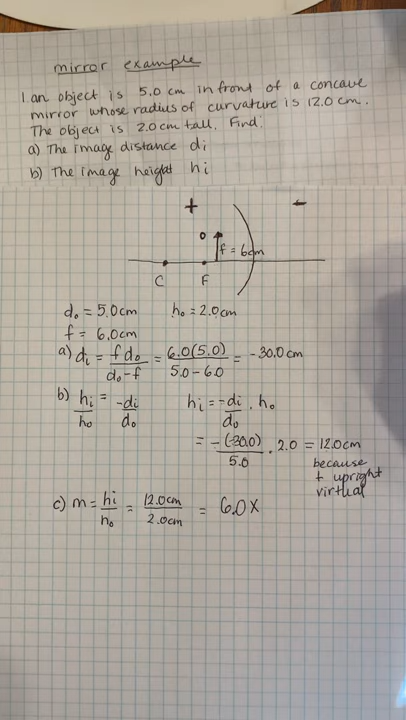 mirror example
1 an object is 5.0 cm in front of a concave
mirror whose radius of curvature is 12.0 cm.
The object is 2.0 cm tall. Find:
a) The image distance di
b) The image height hi
+ -
o
f = 6cm
C F
do = 5.0cm ho = 2.0cm
f = 6.0cm
a) di = f do / do - f = 6.0(5.0) / 5.0 - 6.0 = -30.0 cm
b) hi / ho = -di / do hi = -di / do · ho
= -(-30.0) / 5.0 · 2.0 = 12.0cm
because
+ upright
virtual
c) m = hi / ho = 12.0cm / 2.0cm = 6.0X